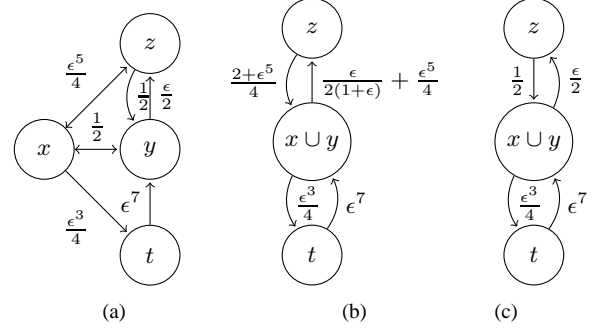 z
z
z
ϵ^5/4
1/2
ϵ/2
(2+ϵ^5)/4
ϵ/(2(1+ϵ)) + ϵ^5/4
1/2
ϵ/2
x
1/2
y
x ∪ y
x ∪ y
ϵ^3/4
ϵ^7
ϵ^3/4
ϵ^7
ϵ^3/4
ϵ^7
t
t
t
(a)
(b)
(c)